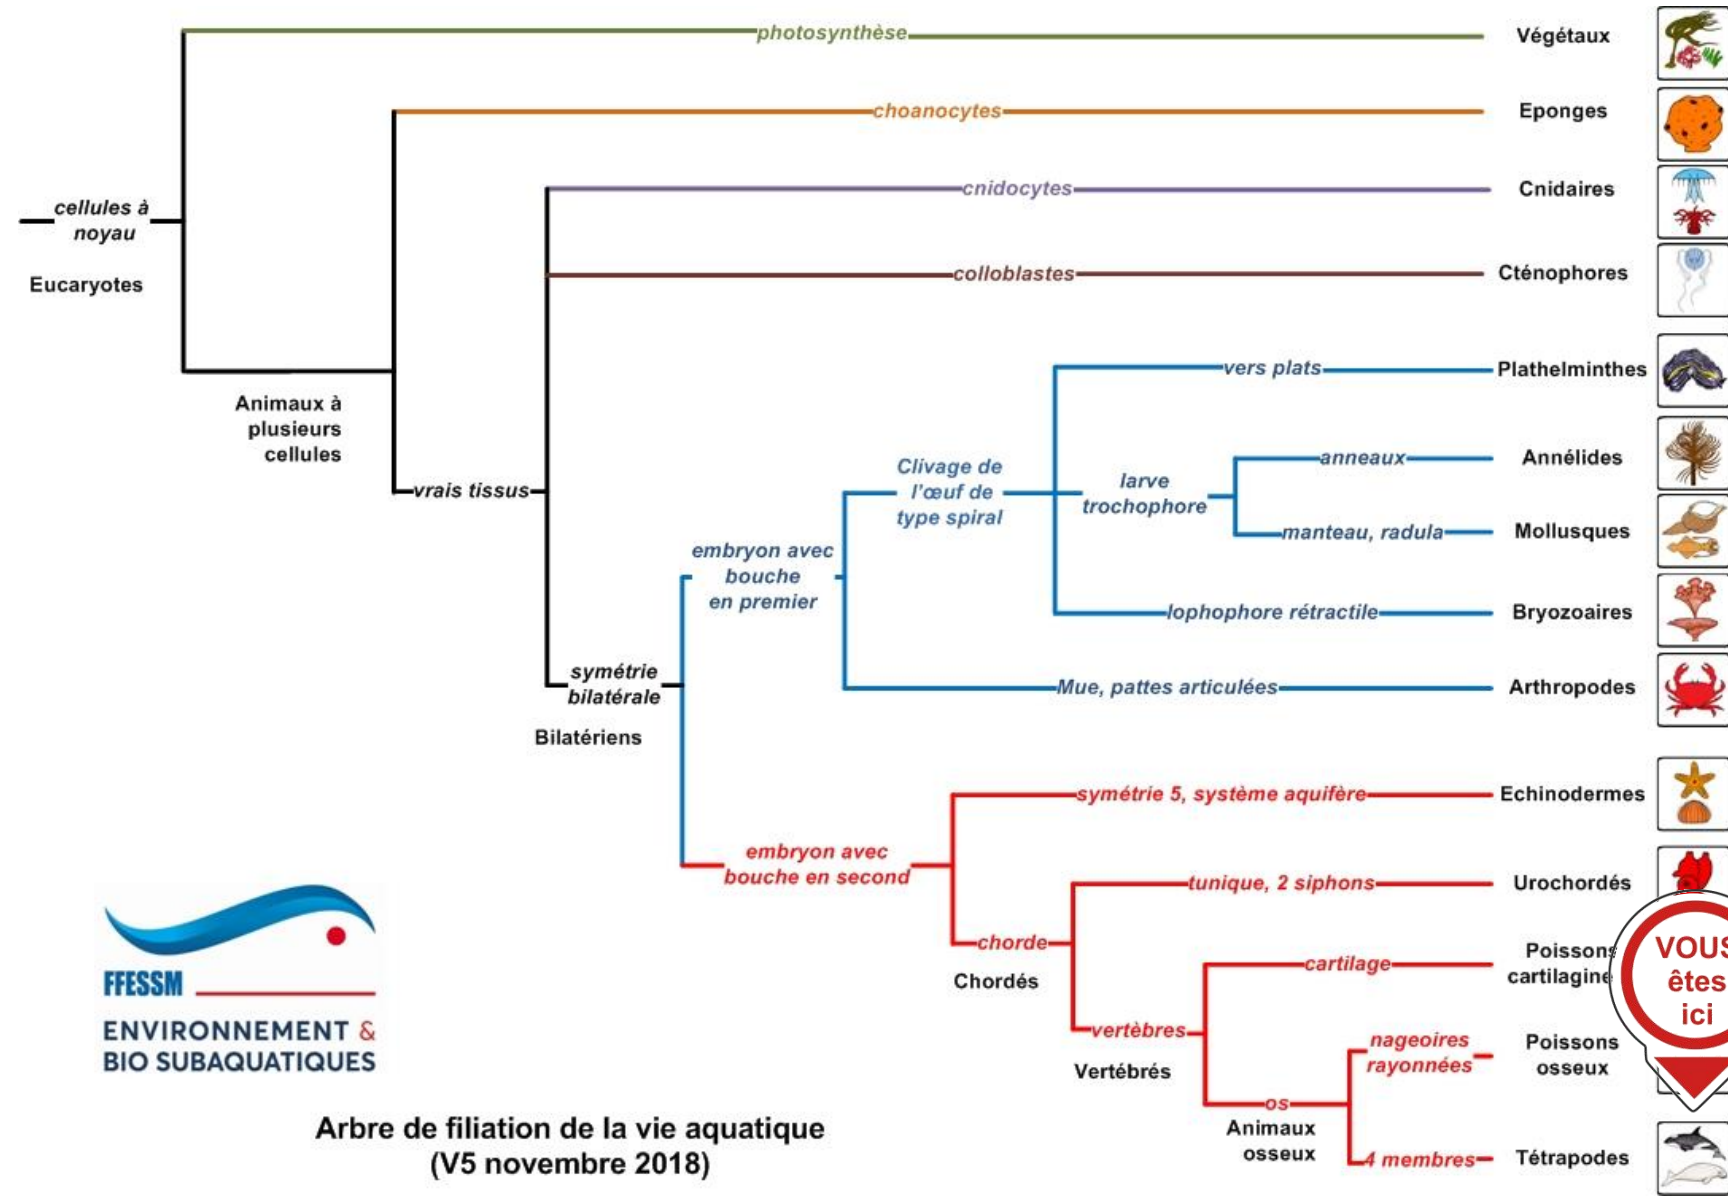 photosynthèse
Végétaux
choanocytes
Eponges
cnidocytes
Cnidaires
cellules à
noyau
Eucaryotes
colloblastes
Cténophores
vers plats
Plathelminthes
Animaux à
plusieurs
cellules
vrais tissus
Clivage de
l'œuf de
type spiral
larve
trochophore
anneaux
Annélides
manteau, radula
Mollusques
embryon avec
bouche
en premier
lophophore rétractile
Bryozoaires
symétrie
bilatérale
Bilatériens
Mue, pattes articulées
Arthropodes
symétrie 5, système aquifère
Echinodermes
embryon avec
bouche en second
tunique, 2 siphons
Urochordés
chorde
Chordés
cartilage
Poissons
cartilagine
VOUS
êtes
ici
vertèbres
Vertébrés
nageoires
rayonnées
Poissons
osseux
os
Animaux
osseux
4 membres
Tétrapodes
FFESSM
ENVIRONNEMENT &
BIO SUBAQUATIQUES
Arbre de filiation de la vie aquatique
(V5 novembre 2018)